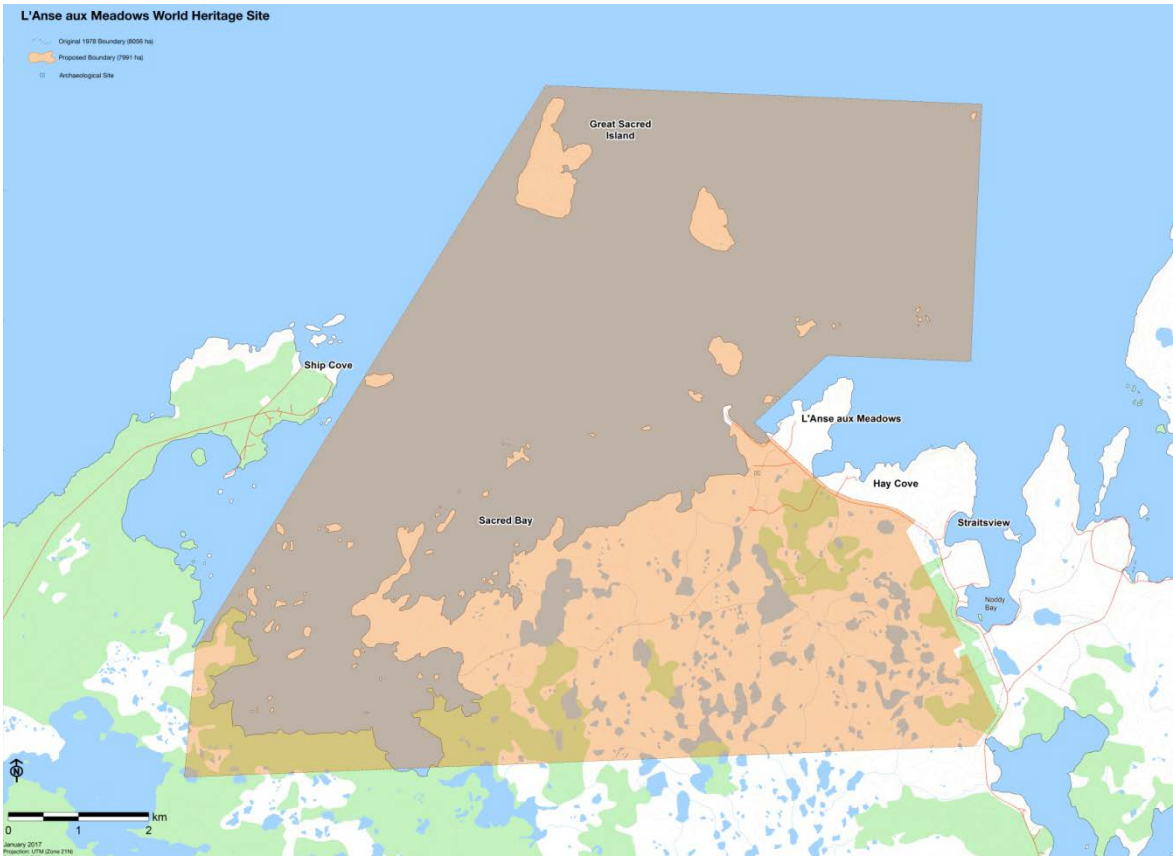 L'Anse aux Meadows World Heritage Site
Original 1978 Boundary (8056 ha)
Proposed Boundary (7991 ha)
Archaeological Site
Great Sacred
Island
Ship Cove
L'Anse aux Meadows
Hay Cove
Straitsview
Sacred Bay
Noddy
Bay
N
km
0 1 2
January 2017
Projection: UTM (Zone 21N)